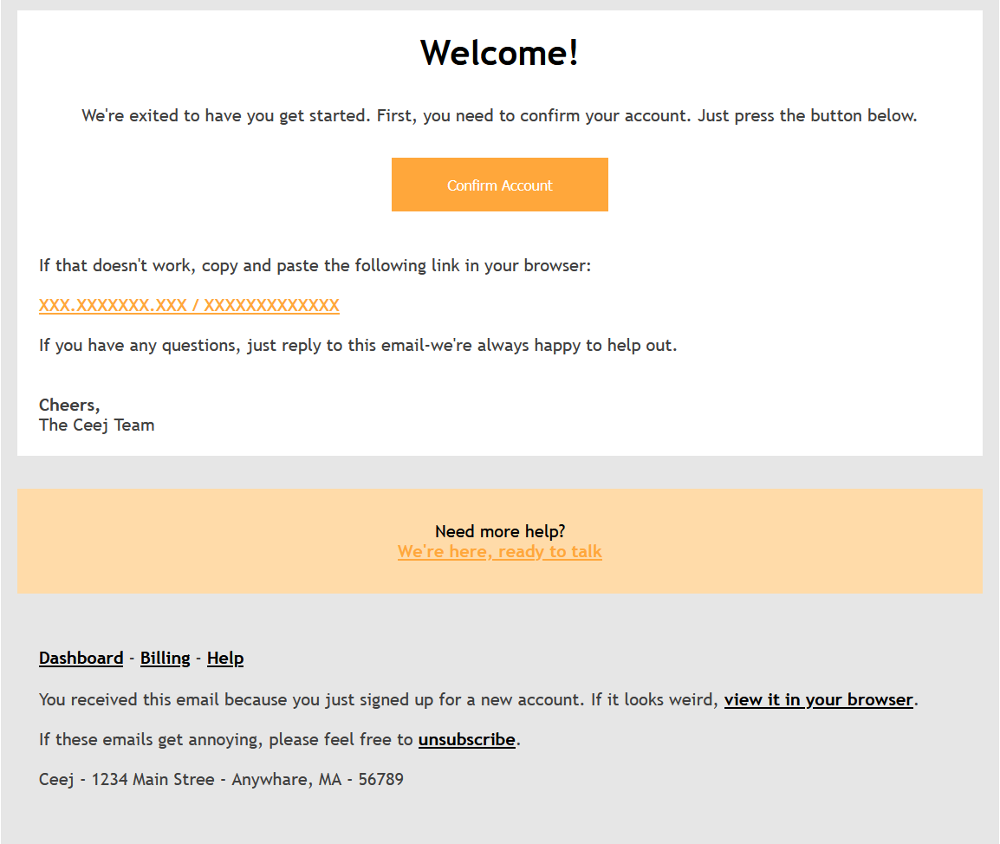 Welcome!
We're exited to have you get started. First, you need to confirm your account. Just press the button below.
Confirm Account
If that doesn't work, copy and paste the following link in your browser:
XXX.XXXXXXX.XXX / XXXXXXXXXXXXX
If you have any questions, just reply to this email-we're always happy to help out.
Cheers,
The Ceej Team
Need more help?
We're here, ready to talk
Dashboard - Billing - Help
You received this email because you just signed up for a new account. If it looks weird, view it in your browser.
If these emails get annoying, please feel free to unsubscribe.
Ceej - 1234 Main Stree - Anywhare, MA - 56789